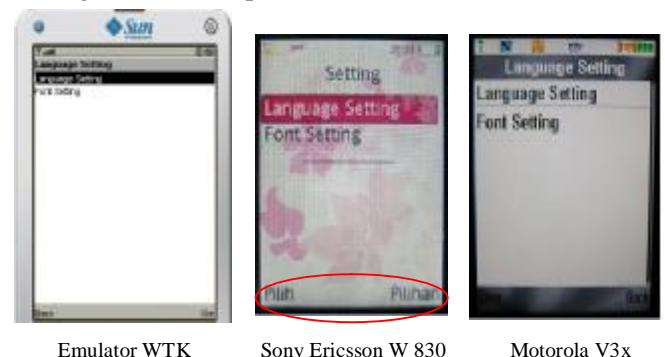 Sun
Language Setting
Language Setting
Font Setting
Setting
Language Setting
Font Setting
Pilih
Pilihan
Language Setting
Language Setting
Font Setting
Back
Emulator WTK
Sony Ericsson W 830
Motorola V3x